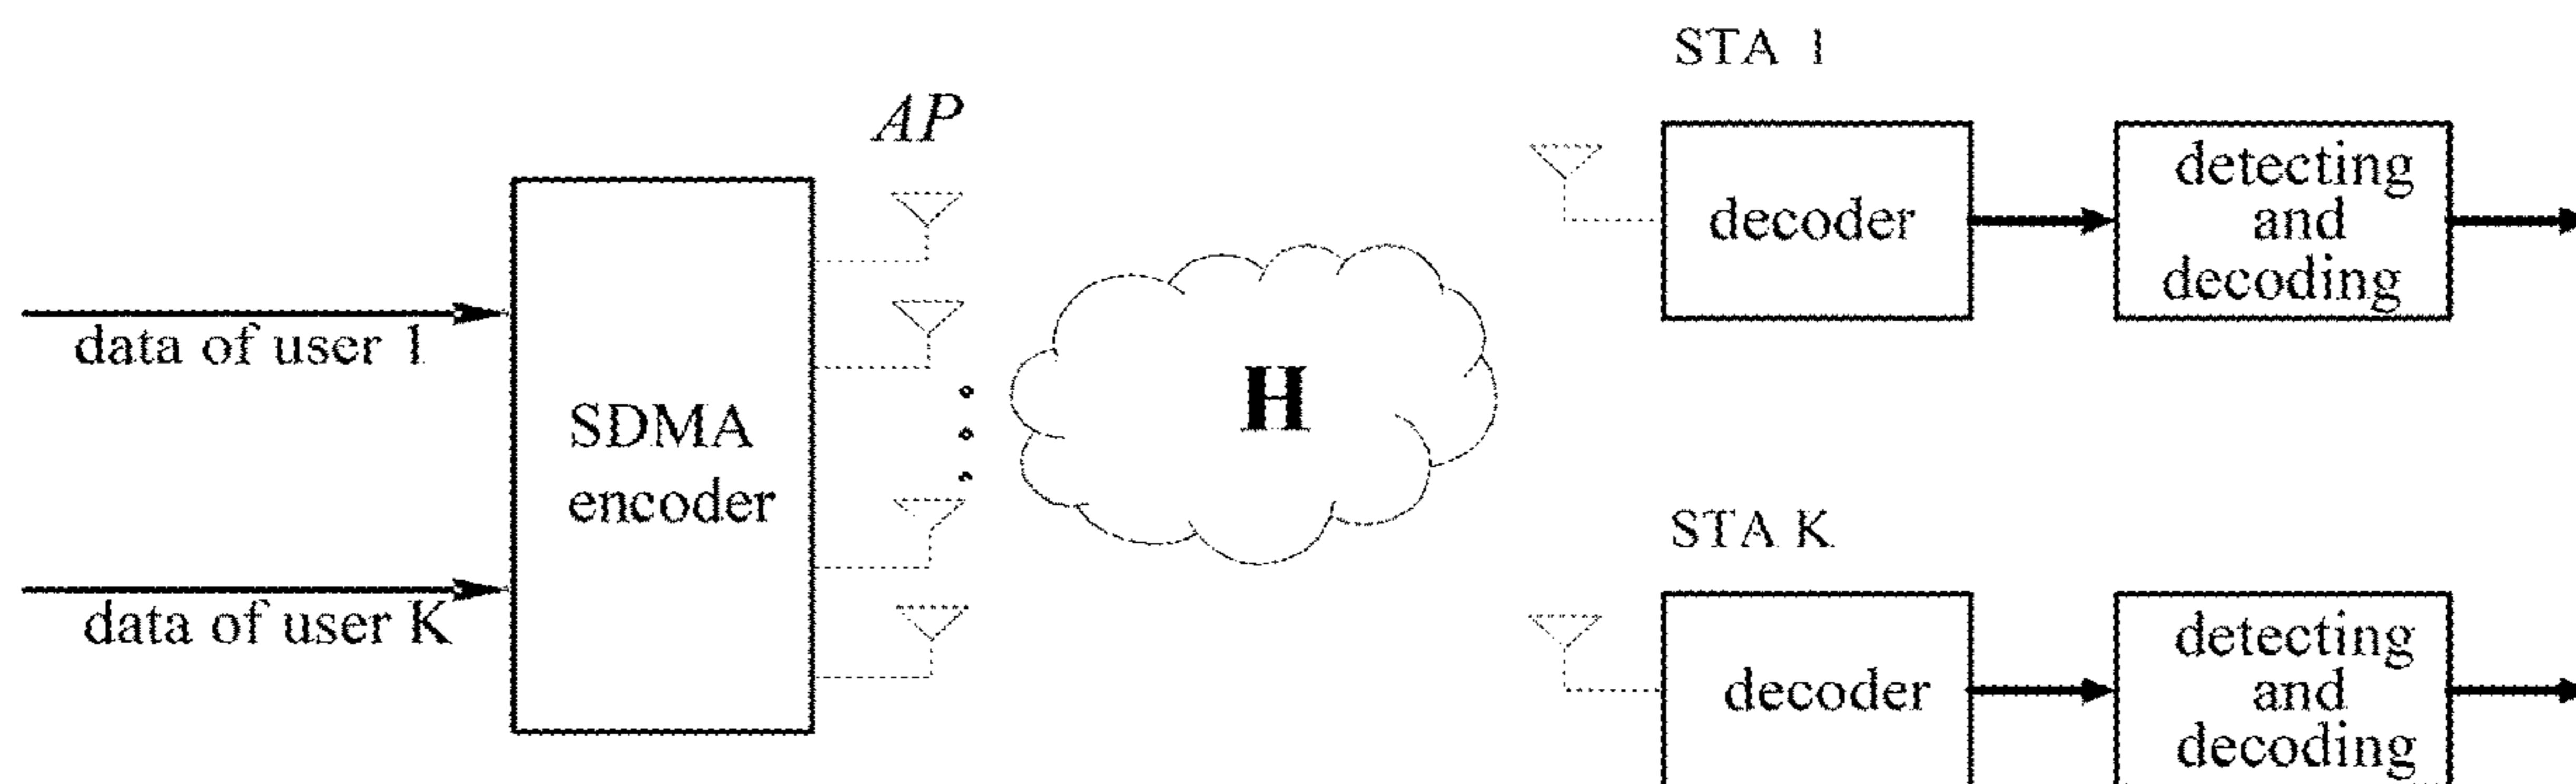 data of user 1
data of user K
SDMA
encoder
AP
H
STA 1
decoder
detecting
and
decoding
STA K
decoder
detecting
and
decoding